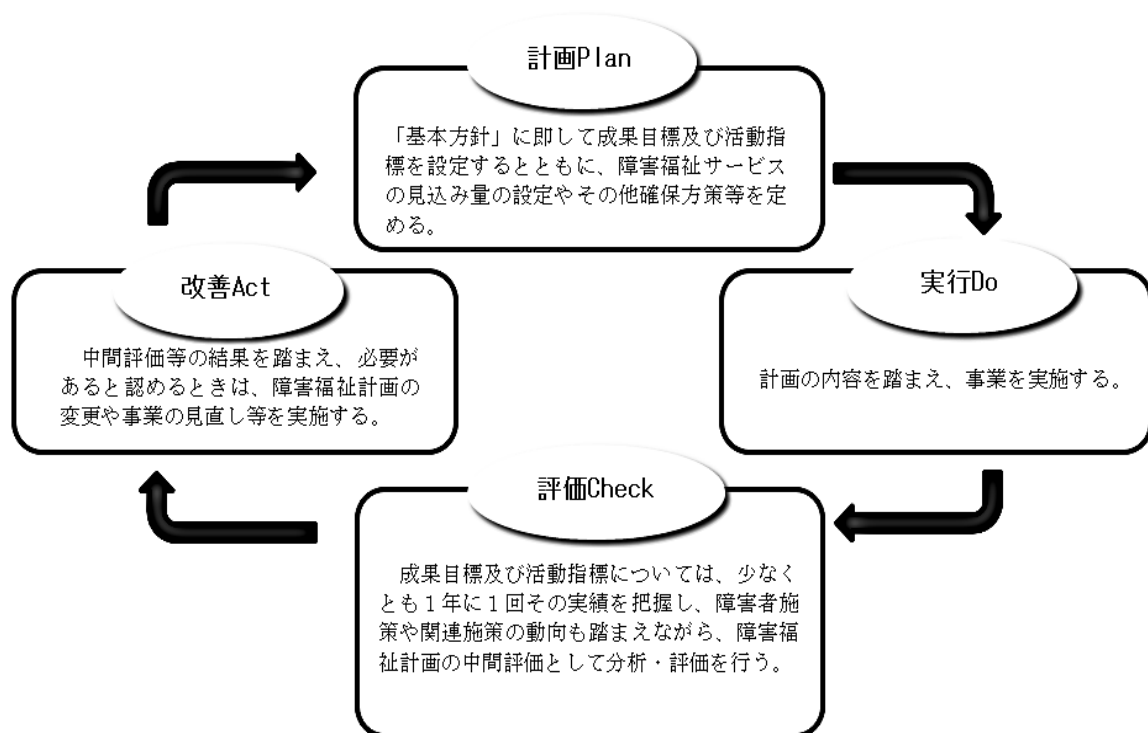 計画Plan
「基本方針」に即して成果目標及び活動指
標を設定するとともに、障害福祉サービス
の見込み量の設定やその他確保方策等を定
める。
実行Do
計画の内容を踏まえ、事業を実施する。
評価Check
成果目標及び活動指標については、少なく
とも１年に１回その実績を把握し、障害者施
策や関連施策の動向も踏まえながら、障害福
祉計画の中間評価として分析・評価を行う。
改善Act
中間評価等の結果を踏まえ、必要が
あると認めるときは、障害福祉計画の
変更や事業の見直し等を実施する。